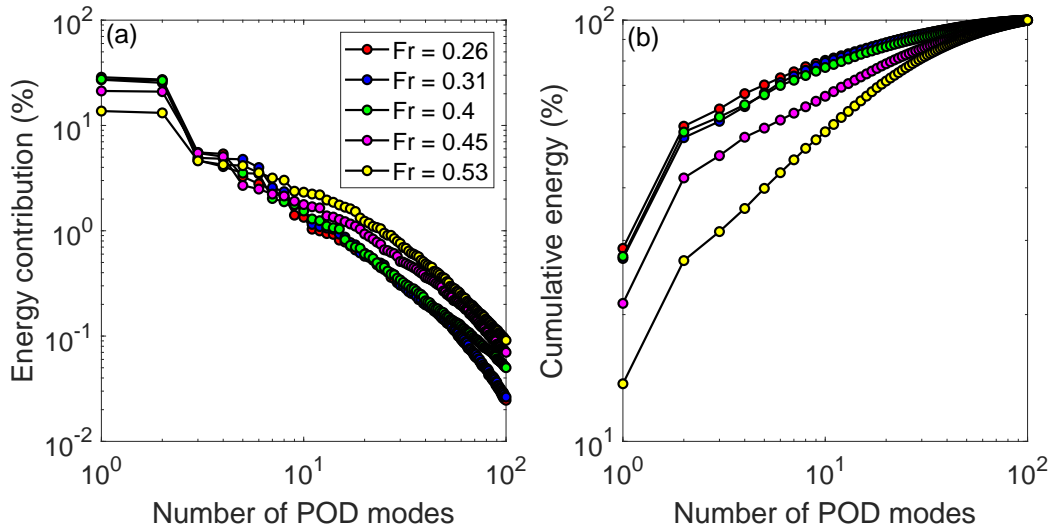 (a)
Energy contribution (%)
10^2
10^1
10^0
10^-1
10^-2
10^0
10^1
10^2
Number of POD modes
Fr = 0.26
Fr = 0.31
Fr = 0.4
Fr = 0.45
Fr = 0.53
(b)
Cumulative energy (%)
10^2
10^1
10^0
10^1
10^2
Number of POD modes